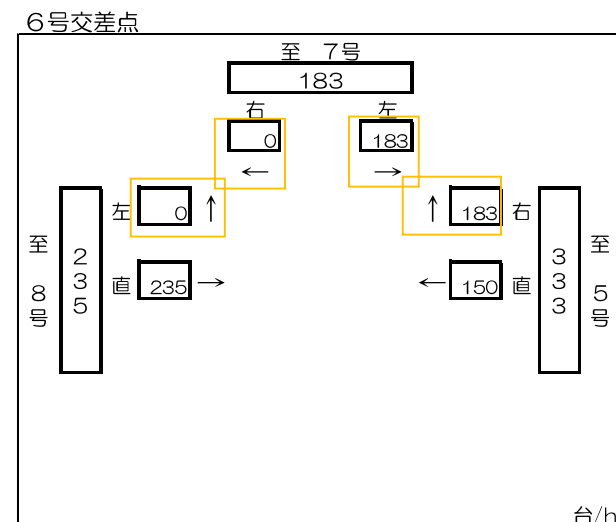 6号交差点
至 7号
183
右 左
0 183
← →
左 0 ↑ ↑ 183 右
至 8号 235 直 235 → ← 150 直 333 至 5号
台/h